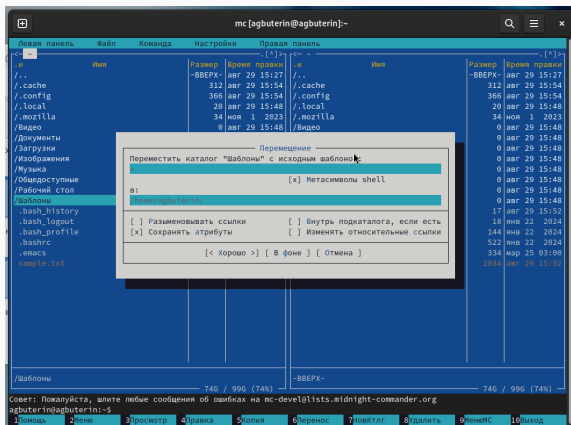 mc [agbuterin@agbuterin]:~
Левая панель Файл Команда Настройки Правая панель
<- ~ .[^]> <- ~ .[^]>
.и Имя Размер Время правки .и Размер Время правки
/.. -ВВЕРХ- авг 29 15:27 /.. -ВВЕРХ- авг 29 15:27
/.cache 312 авг 29 15:54 /.cache 312 авг 29 15:54
/.config 366 авг 29 15:54 /.config 366 авг 29 15:54
/.local 20 авг 29 15:48 /.local 20 авг 29 15:48
/.mozilla 34 ноя 1 2023 /.mozilla 34 ноя 1 2023
/Видео 0 авг 29 15:48 /Видео 0 авг 29 15:48
/Документы 0 авг 29 15:48
/Загрузки 0 авг 29 15:48
/Изображения 0 авг 29 15:48
/Музыка 0 авг 29 15:48
/Общедоступные 0 авг 29 15:48
/Рабочий стол 0 авг 29 15:48
/Шаблоны 0 авг 29 15:48
.bash_history 17 авг 29 15:52
.bash_logout 18 янв 22 2024
.bash_profile 144 янв 22 2024
.bashrc 522 янв 22 2024
.emacs 334 мар 25 03:00
sample.txt 2834 авг 29 15:52
Перемещение
Переместить каталог "Шаблоны" с исходным шаблоном:
*
[x] Метасимволы shell
в:
/home/agbuterin/
[ ] Разыменовывать ссылки [ ] Внутрь подкаталога, если есть
[x] Сохранять атрибуты [ ] Изменять относительные ссылки
[< Хорошо >] [ В фоне ] [ Отмена ]
/Шаблоны -ВВЕРХ-
74G / 99G (74%) 74G / 99G (74%)
Совет: Пожалуйста, шлите любые сообщения об ошибках на mc-devel@lists.midnight-commander.org
agbuterin@agbuterin:~$
1Помощь 2Меню 3Просмотр 4Правка 5Копия 6Перенос 7НовКтлг 8Удалить 9МенюMC 10Выход